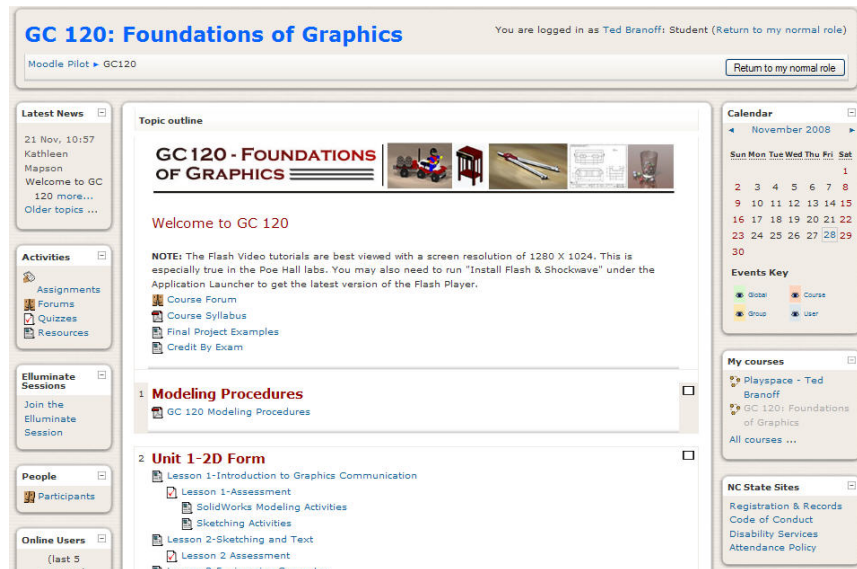 GC 120: Foundations of Graphics
You are logged in as Ted Branoff: Student (Return to my normal role)
Moodle Pilot ► GC120
Return to my normal role
Latest News
21 Nov, 10:57
Kathleen
Mapson
Welcome to GC
120 more...
Older topics ...
Activities
Assignments
Forums
Quizzes
Resources
Elluminate
Sessions
Join the
Elluminate
Session
People
Participants
Online Users
(last 5
Topic outline
GC120 - FOUNDATIONS
OF GRAPHICS
Welcome to GC 120
NOTE: The Flash Video tutorials are best viewed with a screen resolution of 1280 X 1024. This is
especially true in the Poe Hall labs. You may also need to run "Install Flash & Shockwave" under the
Application Launcher to get the latest version of the Flash Player.
Course Forum
Course Syllabus
Final Project Examples
Credit By Exam
1 Modeling Procedures
GC 120 Modeling Procedures
2 Unit 1-2D Form
Lesson 1-Introduction to Graphics Communication
Lesson 1-Assessment
SolidWorks Modeling Activities
Sketching Activities
Lesson 2-Sketching and Text
Lesson 2 Assessment
Calendar
◄ November 2008 ►
Sun Mon Tue Wed Thu Fri Sat
1
2 3 4 5 6 7 8
9 10 11 12 13 14 15
16 17 18 19 20 21 22
23 24 25 26 27 28 29
30
Events Key
Global Course
Group User
My courses
Playspace - Ted
Branoff
GC 120: Foundations
of Graphics
All courses ...
NC State Sites
Registration & Records
Code of Conduct
Disability Services
Attendance Policy